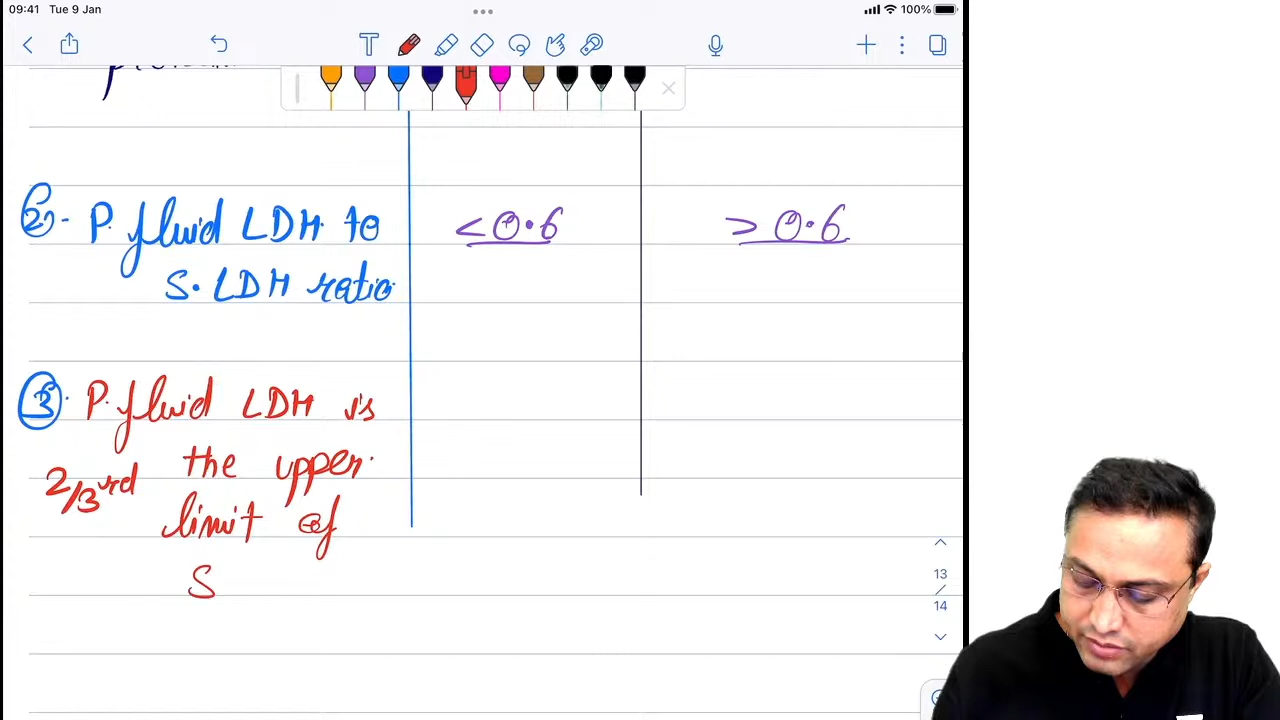 09:41 Tue 9 Jan
100%
T
2. P. fluid LDH to <0.6 >0.6
S. LDH ratio
3. P. fluid LDH is
2/3rd the upper
limit of
S
13
14